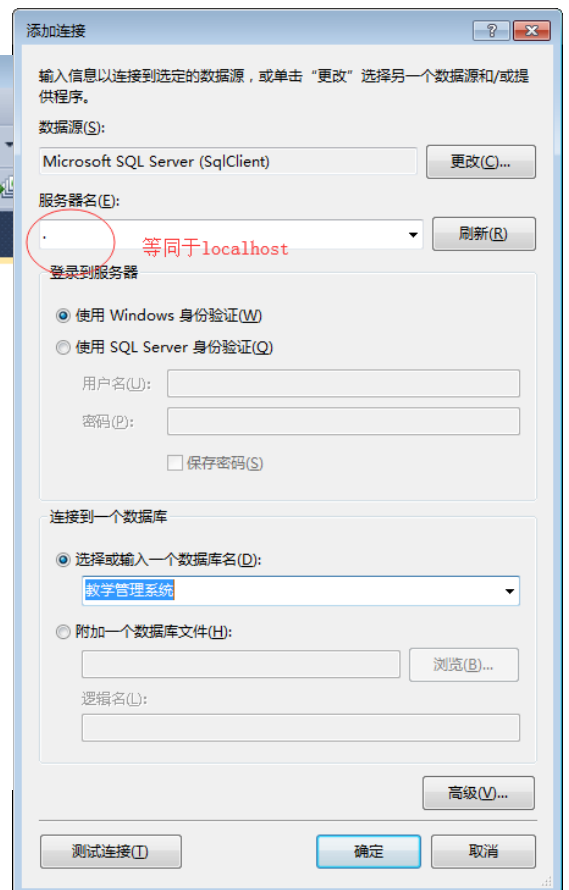 添加连接
输入信息以连接到选定的数据源，或单击“更改”选择另一个数据源和/或提
供程序。
数据源(S):
Microsoft SQL Server (SqlClient)
更改(C)...
服务器名(E):
.
等同于localhost
刷新(R)
登录到服务器
使用 Windows 身份验证(W)
使用 SQL Server 身份验证(Q)
用户名(U):
密码(P):
保存密码(S)
连接到一个数据库
选择或输入一个数据库名(D):
教学管理系统
附加一个数据库文件(H):
浏览(B)...
逻辑名(L):
高级(V)...
测试连接(T)
确定
取消